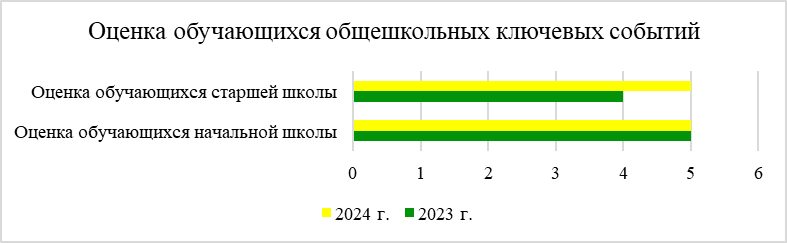 Оценка обучающихся общешкольных ключевых событий
Оценка обучающихся старшей школы
Оценка обучающихся начальной школы
0 1 2 3 4 5 6
2024 г. 2023 г.